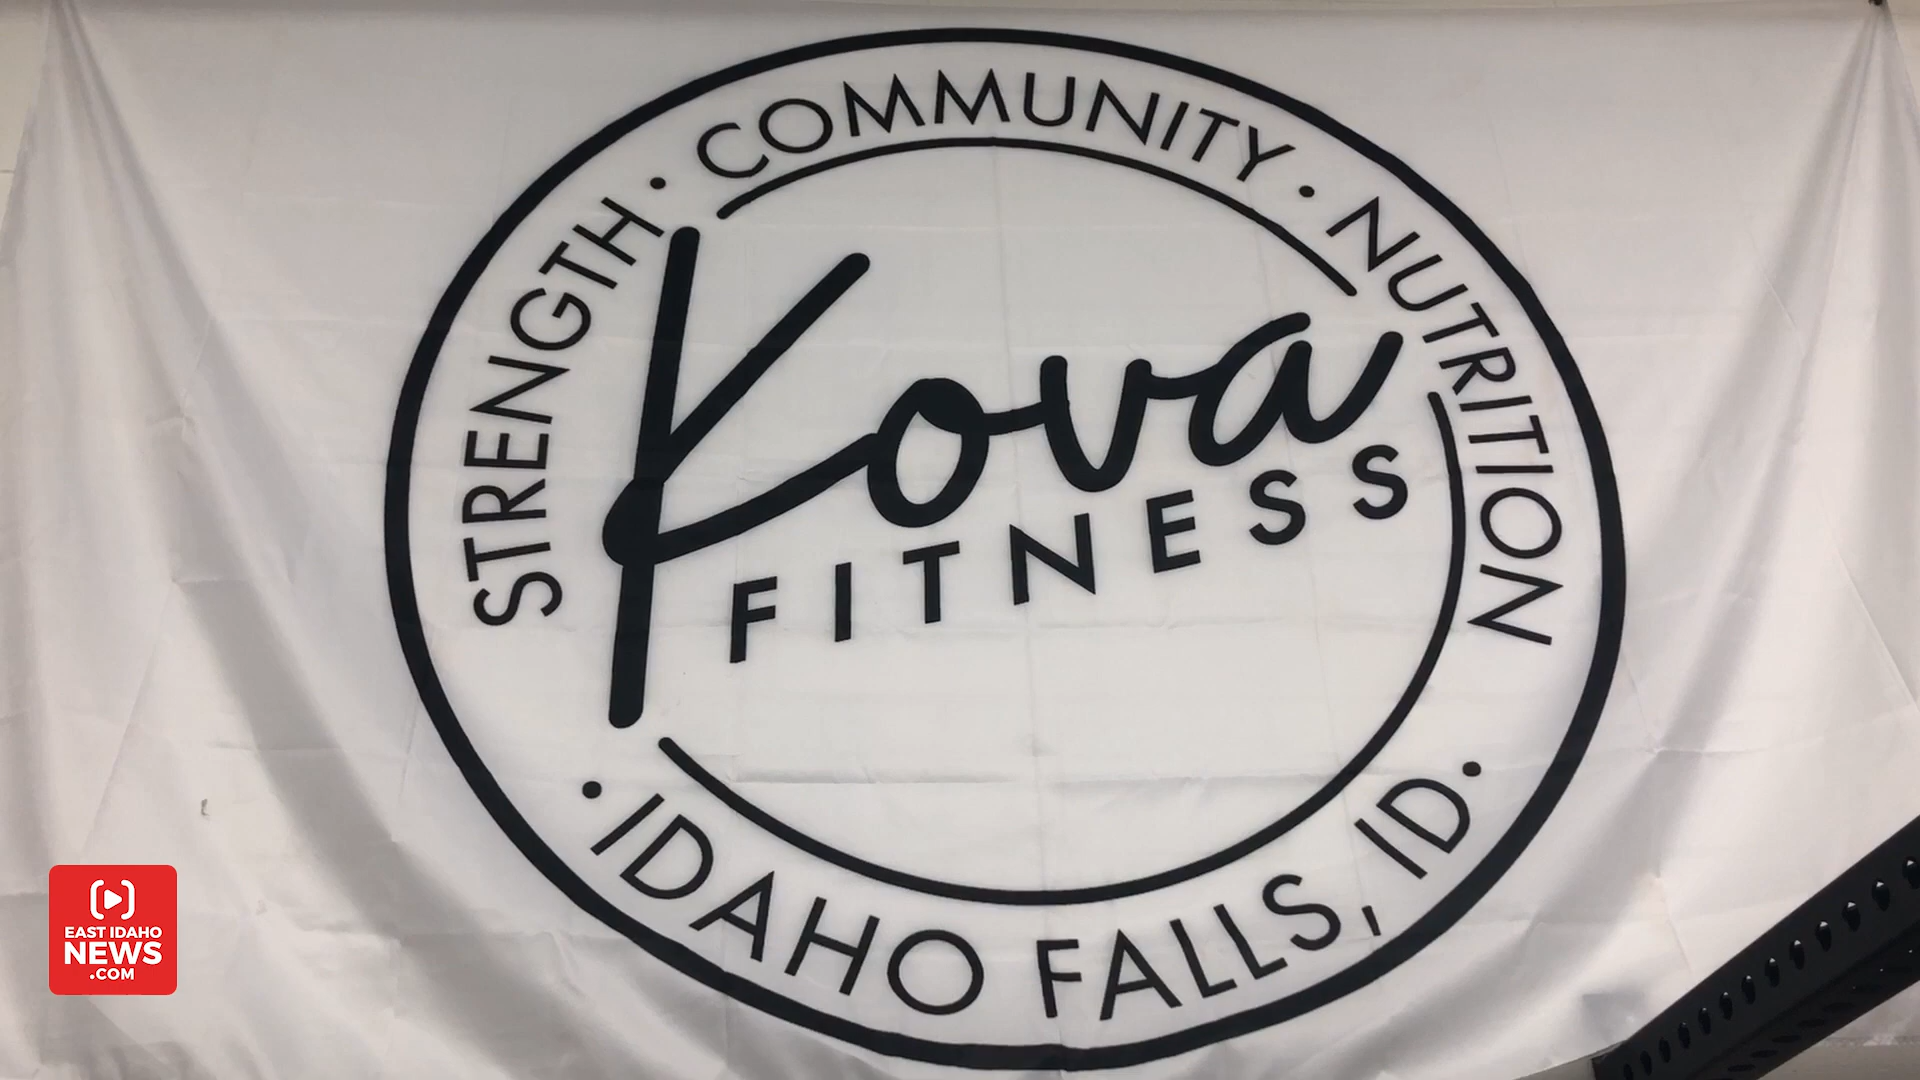 STRENGTH · COMMUNITY · NUTRITION
Kova
FITNESS
· IDAHO FALLS, ID ·
EAST IDAHO
NEWS
.COM